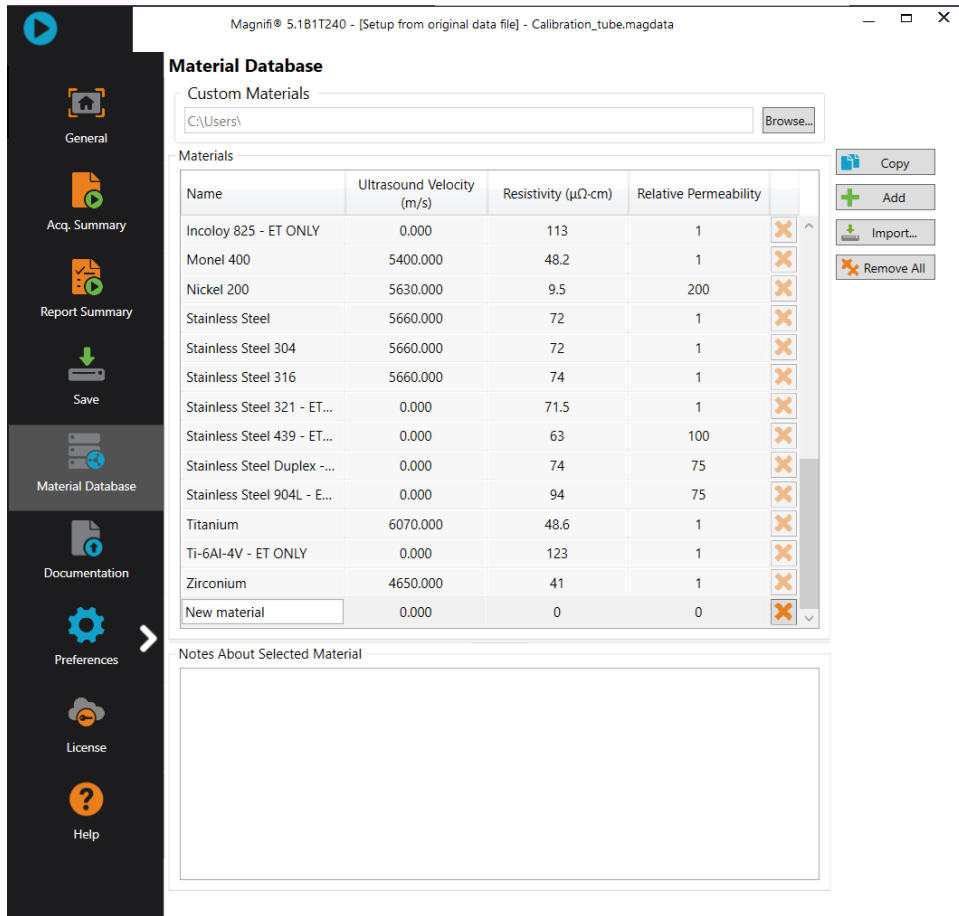 Magnifi® 5.1B1T240 - [Setup from original data file] - Calibration_tube.magdata
General
Acq. Summary
Report Summary
Save
Material Database
Documentation
Preferences
License
Help
Material Database
Custom Materials
C:\Users\
Browse...
Materials
Name Ultrasound Velocity (m/s) Resistivity (μΩ·cm) Relative Permeability
Incoloy 825 - ET ONLY 0.000 113 1
Monel 400 5400.000 48.2 1
Nickel 200 5630.000 9.5 200
Stainless Steel 5660.000 72 1
Stainless Steel 304 5660.000 72 1
Stainless Steel 316 5660.000 74 1
Stainless Steel 321 - ET... 0.000 71.5 1
Stainless Steel 439 - ET... 0.000 63 100
Stainless Steel Duplex -... 0.000 74 75
Stainless Steel 904L - E... 0.000 94 75
Titanium 6070.000 48.6 1
Ti-6Al-4V - ET ONLY 0.000 123 1
Zirconium 4650.000 41 1
New material 0.000 0 0
Notes About Selected Material
Copy
Add
Import...
Remove All